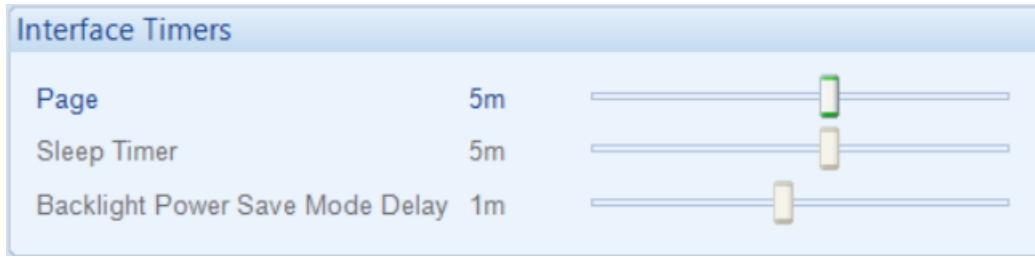 Interface Timers
Page 5m
Sleep Timer 5m
Backlight Power Save Mode Delay 1m